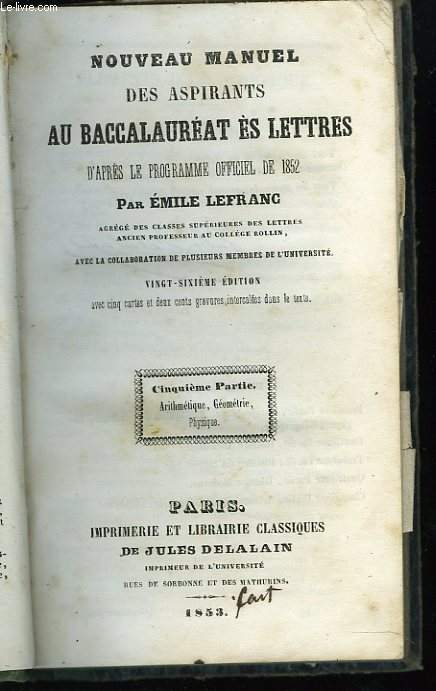 Le-livre.com
NOUVEAU MANUEL
DES ASPIRANTS
AU BACCALAURÉAT ÈS LETTRES
D'APRÈS LE PROGRAMME OFFICIEL DE 1852
PAR ÉMILE LEFRANC
AGRÉGÉ DES CLASSES SUPÉRIEURES DES LETTRES
ANCIEN PROFESSEUR AU COLLÉGE ROLLIN,
AVEC LA COLLABORATION DE PLUSIEURS MEMBRES DE L'UNIVERSITÉ.
VINGT-SIXIÈME ÉDITION
avec cinq cartes et deux cents gravures intercalées dans le texte.
Cinquième Partie.
Arithmétique, Géométrie,
Physique.
PARIS.
IMPRIMERIE ET LIBRAIRIE CLASSIQUES
DE JULES DELALAIN
IMPRIMEUR DE L'UNIVERSITÉ
RUES DE SORBONNE ET DES MATHURINS.
1853.